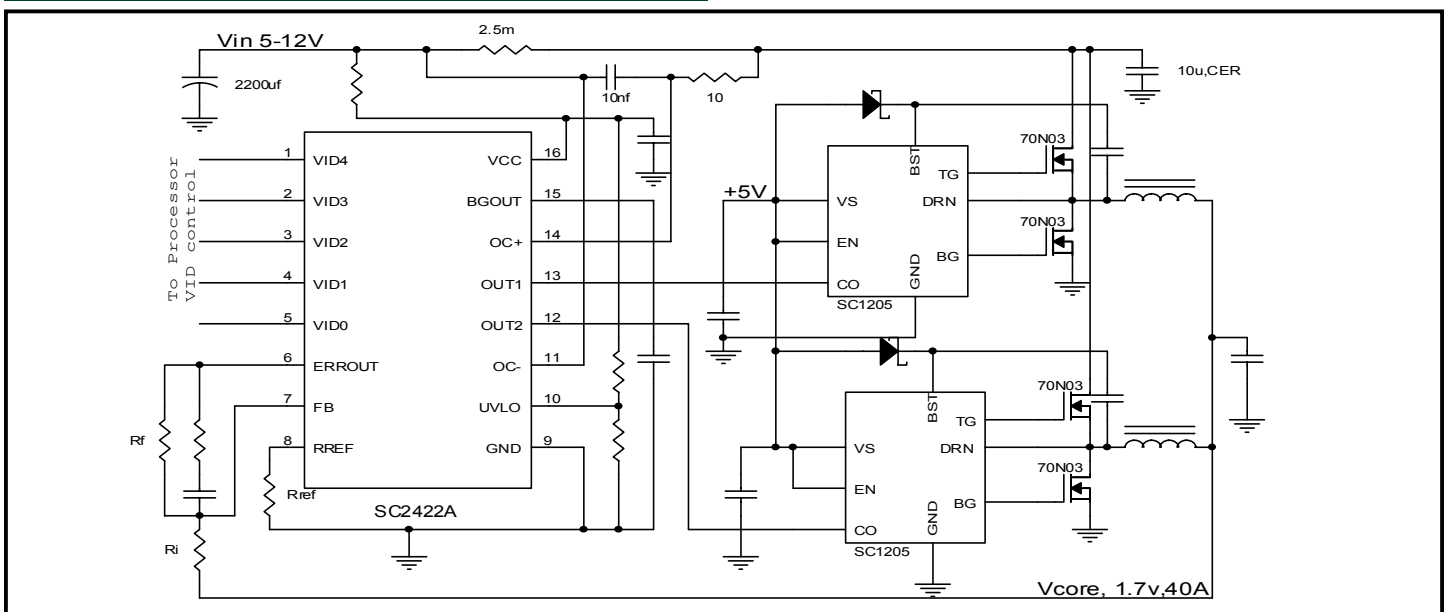 Vin 5-12V
2.5m
2200uf
10nf
10
10u,CER
To Processor
VID control
1
2
3
4
5
6
7
8
VID4
VID3
VID2
VID1
VID0
ERROUT
FB
RREF
VCC
BGOUT
OC+
OUT1
OUT2
OC-
UVLO
GND
16
15
14
13
12
11
10
9
SC2422A
Rf
Ri
Rref
+5V
VS
EN
CO
BST
GND
TG
DRN
BG
SC1205
70N03
70N03
VS
EN
CO
BST
GND
TG
DRN
BG
SC1205
70N03
70N03
Vcore, 1.7v,40A